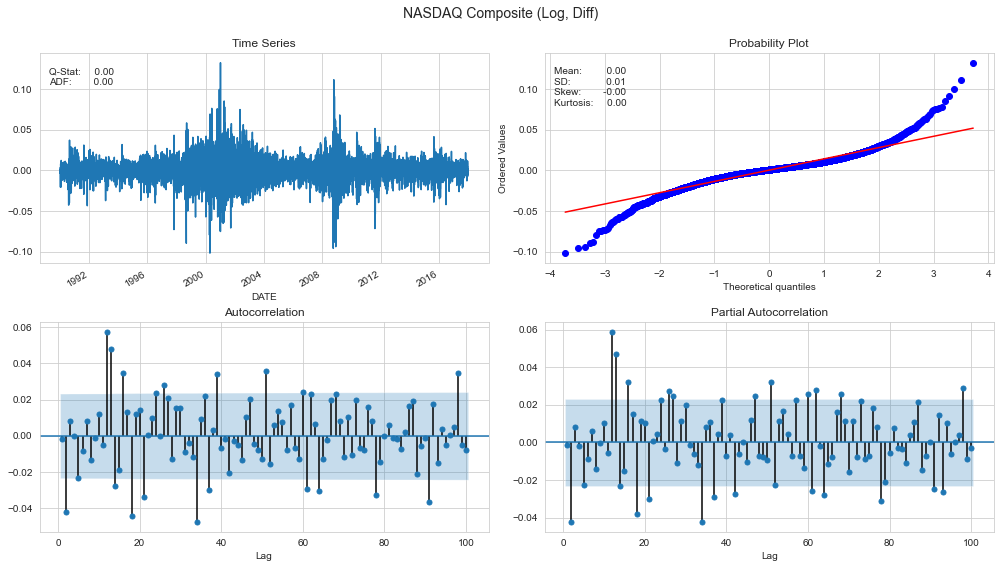 NASDAQ Composite (Log, Diff)
Time Series
Q-Stat: 0.00
ADF: 0.00
0.10
0.05
0.00
−0.05
−0.10
1992 1996 2000 2004 2008 2012 2016
DATE
Probability Plot
Mean: 0.00
SD: 0.01
Skew: -0.00
Kurtosis: 0.00
Ordered Values
0.10
0.05
0.00
−0.05
−0.10
−4 −3 −2 −1 0 1 2 3 4
Theoretical quantiles
Autocorrelation
0.06
0.04
0.02
0.00
−0.02
−0.04
0 20 40 60 80 100
Lag
Partial Autocorrelation
0.06
0.04
0.02
0.00
−0.02
−0.04
0 20 40 60 80 100
Lag